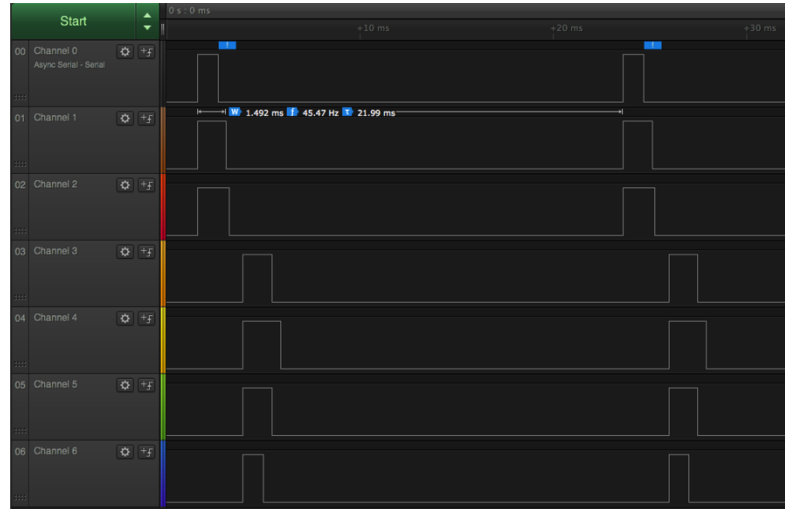 Start
0 s : 0 ms
+10 ms
+20 ms
+30 ms
00 Channel 0
Async Serial - Serial
! !
01 Channel 1
W 1.492 ms f 45.47 Hz T 21.99 ms
02 Channel 2
03 Channel 3
04 Channel 4
05 Channel 5
06 Channel 6